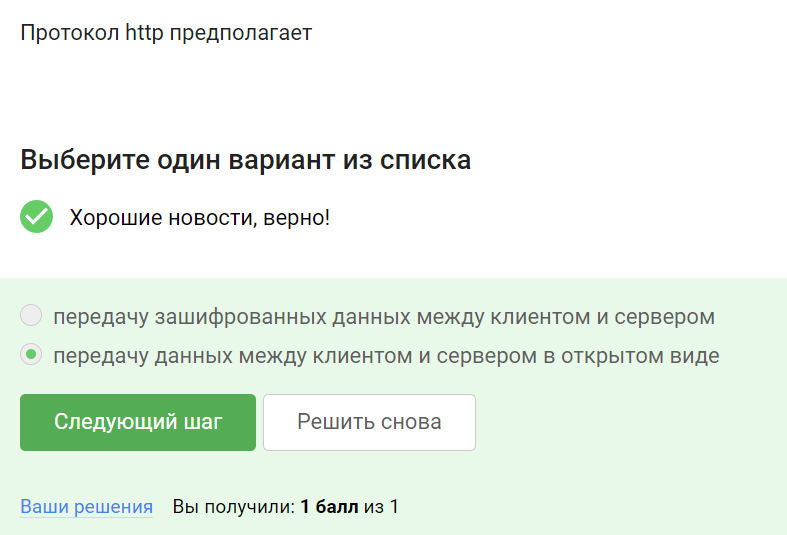 Протокол http предполагает
Выберите один вариант из списка
Хорошие новости, верно!
передачу зашифрованных данных между клиентом и сервером
передачу данных между клиентом и сервером в открытом виде
Следующий шаг Решить снова
Ваши решения Вы получили: 1 балл из 1